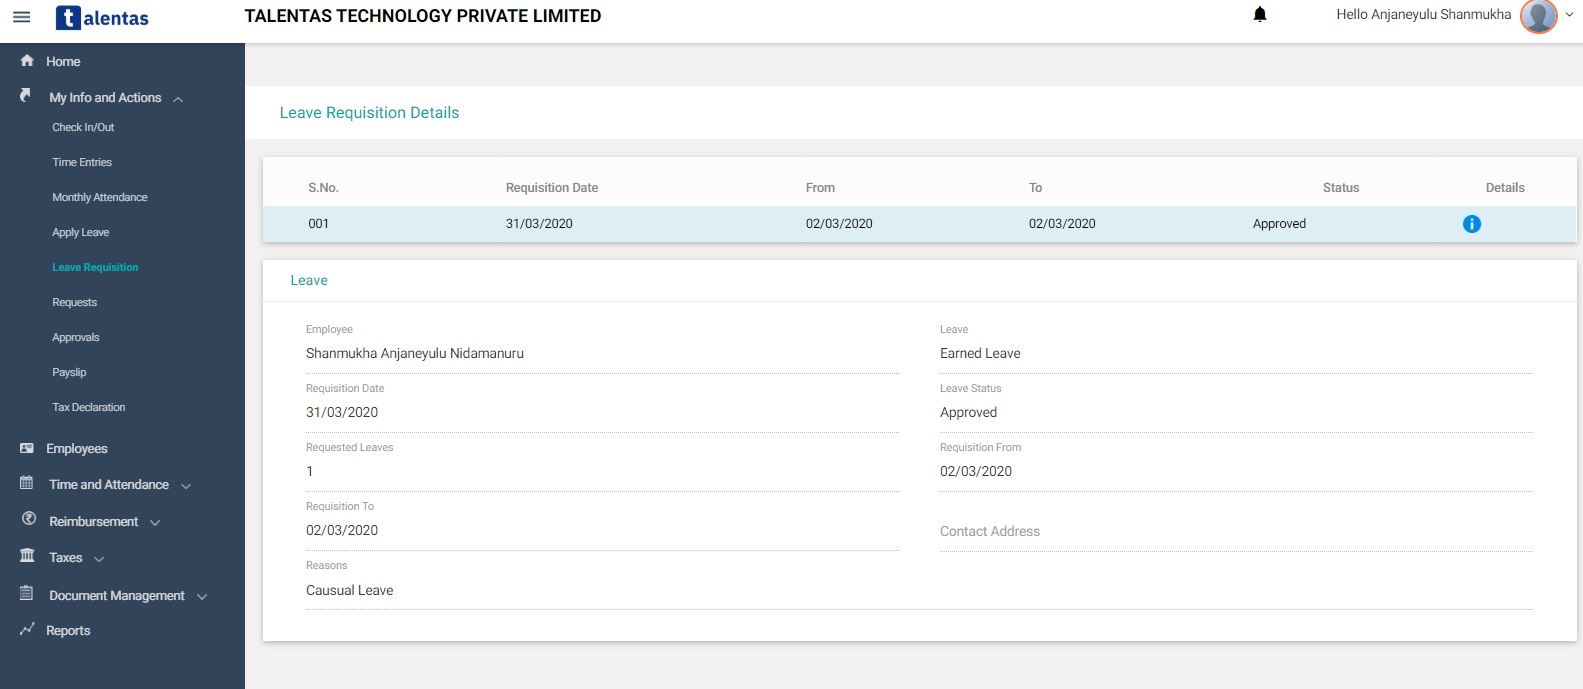 talentas
TALENTAS TECHNOLOGY PRIVATE LIMITED
Hello Anjaneyulu Shanmukha
Home
My Info and Actions
Check In/Out
Time Entries
Monthly Attendance
Apply Leave
Leave Requisition
Requests
Approvals
Payslip
Tax Declaration
Employees
Time and Attendance
Reimbursement
Taxes
Document Management
Reports
Leave Requisition Details
S.No. Requisition Date From To Status Details
001 31/03/2020 02/03/2020 02/03/2020 Approved
Leave
Employee
Shanmukha Anjaneyulu Nidamanuru
Leave
Earned Leave
Requisition Date
31/03/2020
Leave Status
Approved
Requested Leaves
1
Requisition From
02/03/2020
Requisition To
02/03/2020
Contact Address
Reasons
Causual Leave